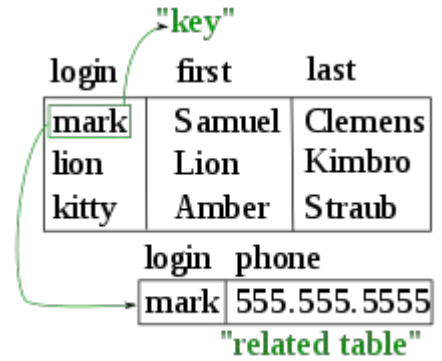 "key"
login first last
mark Samuel Clemens
lion Lion Kimbro
kitty Amber Straub
login phone
mark 555.555.5555
"related table"